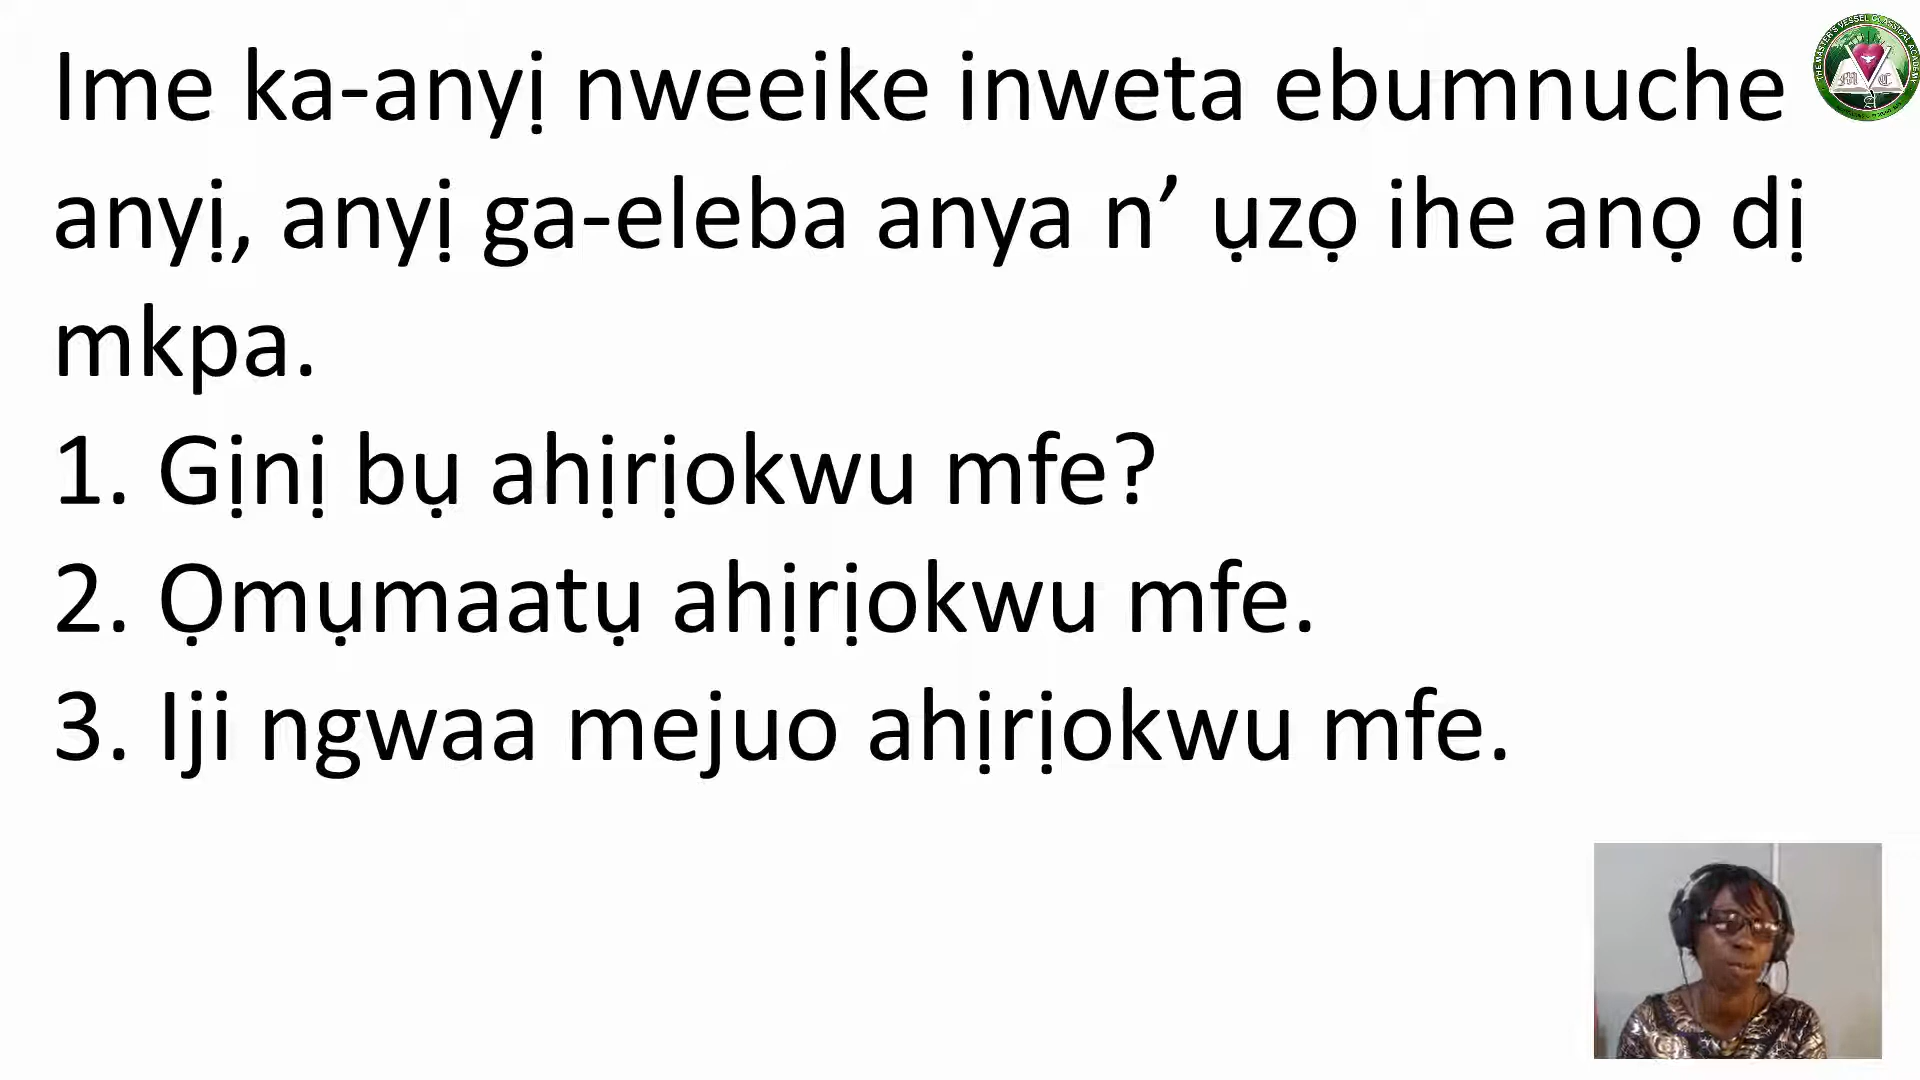 Ime ka-anyị nweeike inweta ebumnuche
anyị, anyị ga-eleba anya n’ ụzọ ihe anọ dị
mkpa.
1. Gịnị bụ ahịrịokwu mfe?
2. Ọmụmaatụ ahịrịokwu mfe.
3. Iji ngwaa mejuo ahịrịokwu mfe.